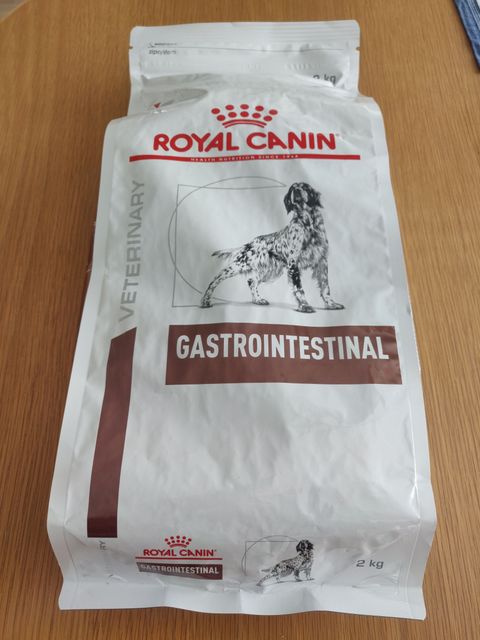 2 kg
ROYAL CANIN
HEALTH NUTRITION SINCE 1968
VETERINARY
GASTROINTESTINAL
ROYAL CANIN
GASTROINTESTINAL
2 kg